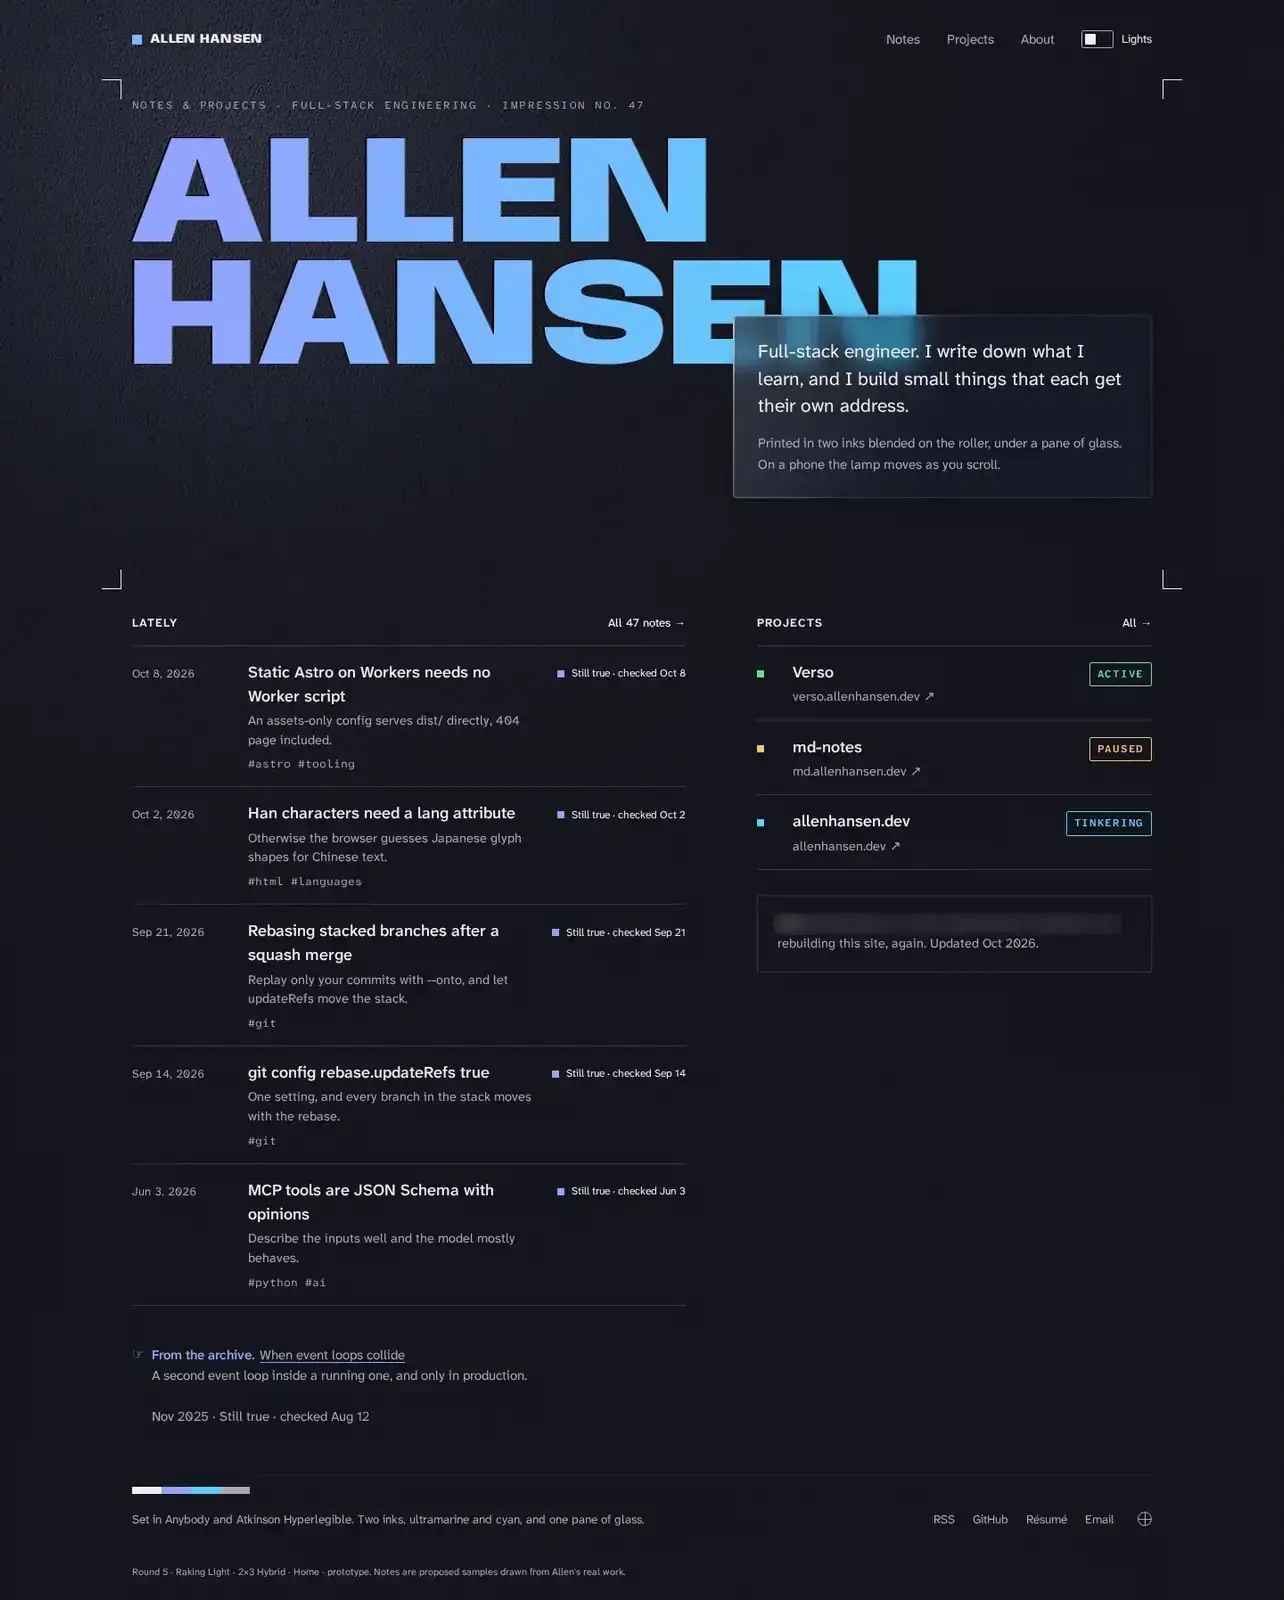 ALLEN HANSEN
Notes Projects About Lights
NOTES & PROJECTS · FULL-STACK ENGINEERING · IMPRESSION NO. 47
ALLEN
HANSEN
Full-stack engineer. I write down what I
learn, and I build small things that each get
their own address.
Printed in two inks blended on the roller, under a pane of glass.
On a phone the lamp moves as you scroll.
LATELY
All 47 notes →
Oct 8, 2026
Static Astro on Workers needs no
Worker script
Still true · checked Oct 8
An assets-only config serves dist/ directly, 404
page included.
#astro #tooling
Oct 2, 2026
Han characters need a lang attribute
Still true · checked Oct 2
Otherwise the browser guesses Japanese glyph
shapes for Chinese text.
#html #languages
Sep 21, 2026
Rebasing stacked branches after a
squash merge
Still true · checked Sep 21
Replay only your commits with --onto, and let
updateRefs move the stack.
#git
Sep 14, 2026
git config rebase.updateRefs true
Still true · checked Sep 14
One setting, and every branch in the stack moves
with the rebase.
#git
Jun 3, 2026
MCP tools are JSON Schema with
opinions
Still true · checked Jun 3
Describe the inputs well and the model mostly
behaves.
#python #ai
☞ From the archive. When event loops collide
A second event loop inside a running one, and only in production.
Nov 2025 · Still true · checked Aug 12
PROJECTS
All →
Verso
ACTIVE
verso.allenhansen.dev ↗
md-notes
PAUSED
md.allenhansen.dev ↗
allenhansen.dev
TINKERING
allenhansen.dev ↗
rebuilding this site, again. Updated Oct 2026.
Set in Anybody and Atkinson Hyperlegible. Two inks, ultramarine and cyan, and one pane of glass.
RSS GitHub Résumé Email
Round 5 · Raking Light · 2×3 Hybrid · Home · prototype. Notes are proposed samples drawn from Allen's real work.